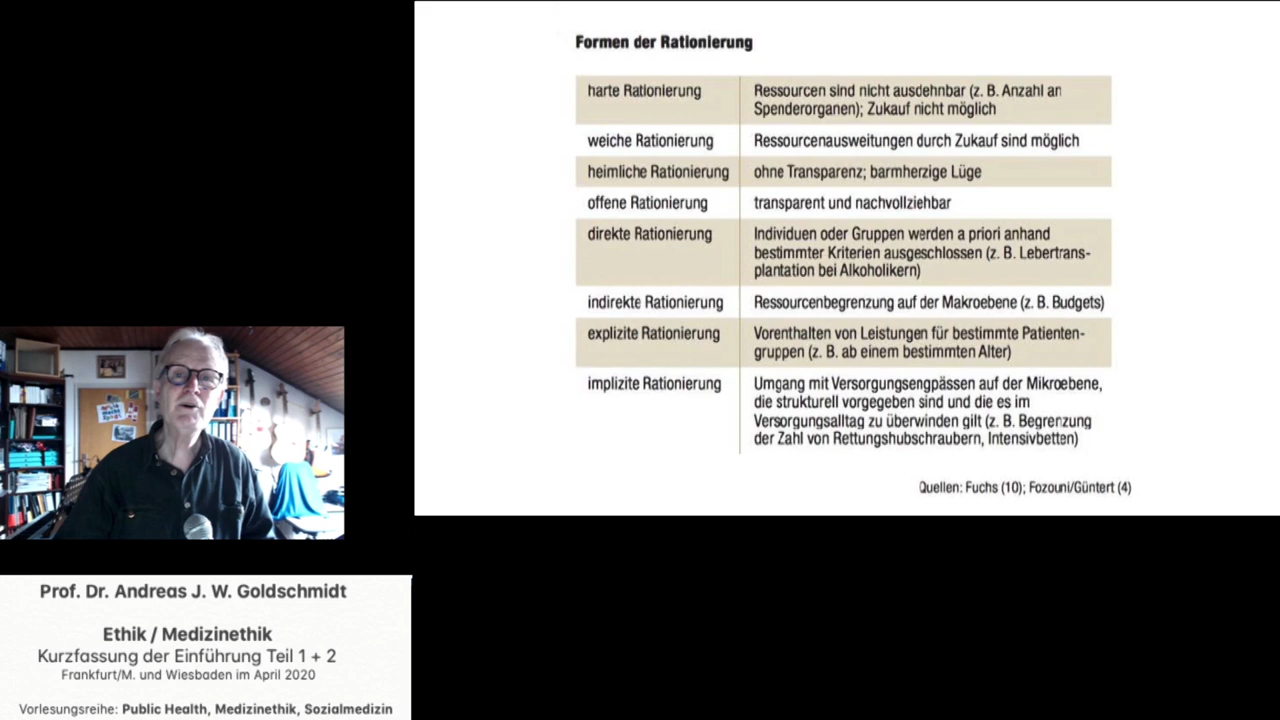 Formen der Rationierung
harte Rationierung
Ressourcen sind nicht ausdehnbar (z. B. Anzahl an
Spenderorganen); Zukauf nicht möglich
weiche Rationierung
Ressourcenausweitungen durch Zukauf sind möglich
heimliche Rationierung
ohne Transparenz; barmherzige Lüge
offene Rationierung
transparent und nachvollziehbar
direkte Rationierung
Individuen oder Gruppen werden a priori anhand
bestimmter Kriterien ausgeschlossen (z. B. Lebertrans-
plantation bei Alkoholikern)
indirekte Rationierung
Ressourcenbegrenzung auf der Makroebene (z. B. Budgets)
explizite Rationierung
Vorenthalten von Leistungen für bestimmte Patienten-
gruppen (z. B. ab einem bestimmten Alter)
implizite Rationierung
Umgang mit Versorgungsengpässen auf der Mikroebene,
die strukturell vorgegeben sind und die es im
Versorgungsalltag zu überwinden gilt (z. B. Begrenzung
der Zahl von Rettungshubschraubern, Intensivbetten)
Quellen: Fuchs (10); Fozouni/Güntert (4)
Prof. Dr. Andreas J. W. Goldschmidt
Ethik / Medizinethik
Kurzfassung der Einführung Teil 1 + 2
Frankfurt/M. und Wiesbaden im April 2020
Vorlesungsreihe: Public Health, Medizinethik, Sozialmedizin